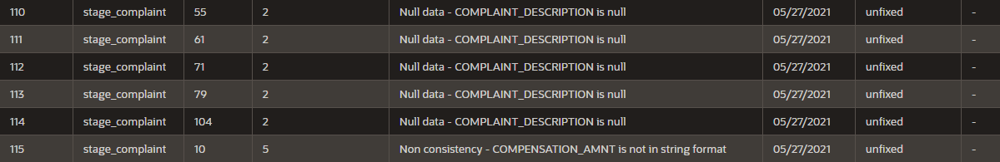 110 stage_complaint 55 2 Null data - COMPLAINT_DESCRIPTION is null 05/27/2021 unfixed -
111 stage_complaint 61 2 Null data - COMPLAINT_DESCRIPTION is null 05/27/2021 unfixed -
112 stage_complaint 71 2 Null data - COMPLAINT_DESCRIPTION is null 05/27/2021 unfixed -
113 stage_complaint 79 2 Null data - COMPLAINT_DESCRIPTION is null 05/27/2021 unfixed -
114 stage_complaint 104 2 Null data - COMPLAINT_DESCRIPTION is null 05/27/2021 unfixed -
115 stage_complaint 10 5 Non consistency - COMPENSATION_AMNT is not in string format 05/27/2021 unfixed -